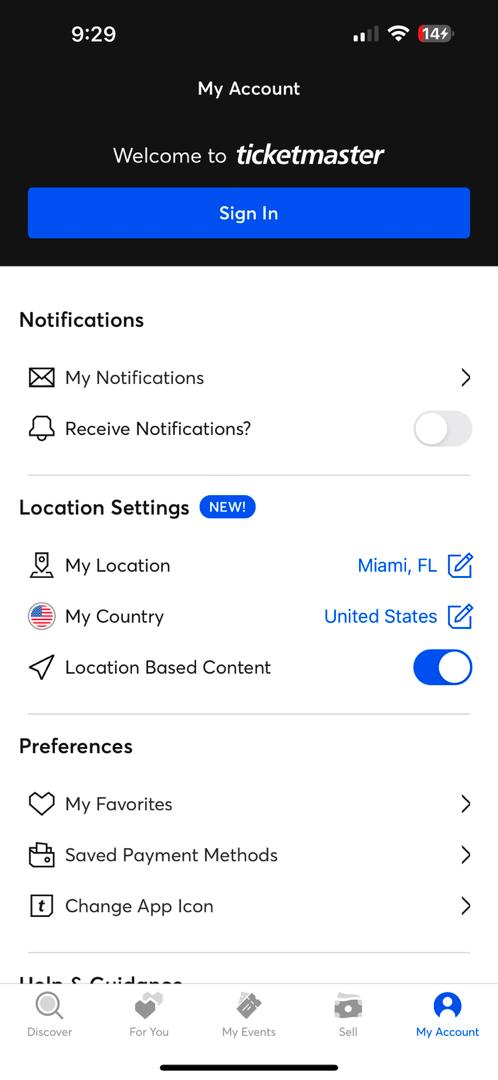 9:29
14
My Account
Welcome to ticketmaster
Sign In
Notifications
My Notifications
Receive Notifications?
Location Settings NEW!
My Location Miami, FL
My Country United States
Location Based Content
Preferences
My Favorites
Saved Payment Methods
t Change App Icon
Help & Guidance
Discover For You My Events Sell My Account